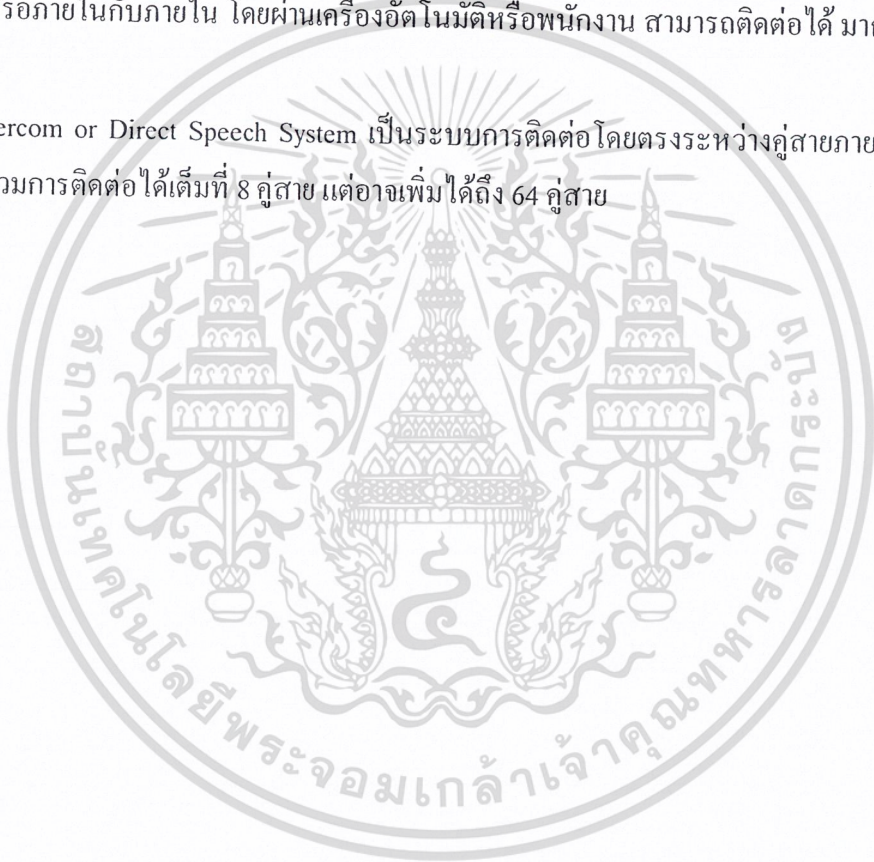 รือภายในกับภายใน โดยผ่านเครื่องอัตโนมัติหรือพนักงาน สามารถติดต่อได้ มาก
ercom or Direct Speech System เป็นระบบการติดต่อโดยตรงระหว่างคู่สายภาย
วมการติดต่อได้เต็มที่ 8 คู่สาย แต่อาจเพิ่มได้ถึง 64 คู่สาย
สถาบันเทคโนโลยีพระจอมเกล้าเจ้าคุณทหารลาดกระบัง
๔